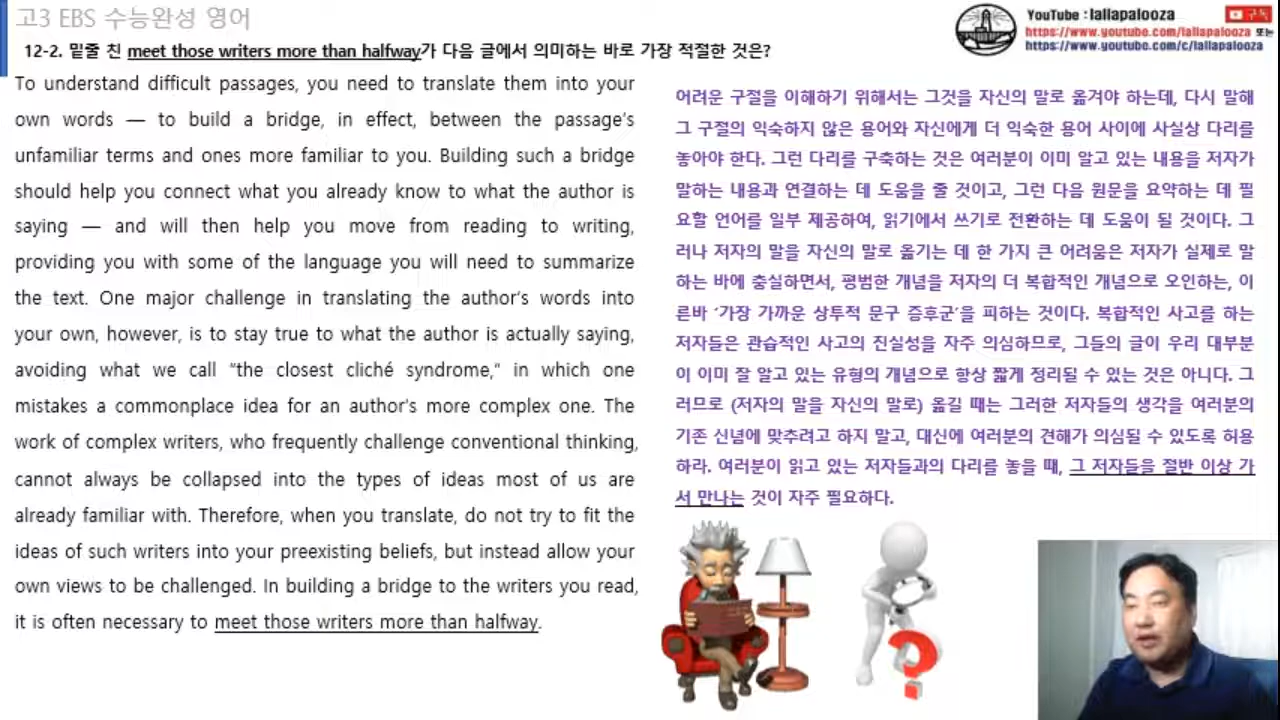 고3 EBS 수능완성 영어
YouTube : lallapalooza
구독
https://www.youtube.com/lallapalooza 또는
https://www.youtube.com/c/lallapalooza
12-2. 밑줄 친 meet those writers more than halfway가 다음 글에서 의미하는 바로 가장 적절한 것은?
To understand difficult passages, you need to translate them into your
own words — to build a bridge, in effect, between the passage's
unfamiliar terms and ones more familiar to you. Building such a bridge
should help you connect what you already know to what the author is
saying — and will then help you move from reading to writing,
providing you with some of the language you will need to summarize
the text. One major challenge in translating the author's words into
your own, however, is to stay true to what the author is actually saying,
avoiding what we call “the closest cliché syndrome,” in which one
mistakes a commonplace idea for an author's more complex one. The
work of complex writers, who frequently challenge conventional thinking,
cannot always be collapsed into the types of ideas most of us are
already familiar with. Therefore, when you translate, do not try to fit the
ideas of such writers into your preexisting beliefs, but instead allow your
own views to be challenged. In building a bridge to the writers you read,
it is often necessary to meet those writers more than halfway.
어려운 구절을 이해하기 위해서는 그것을 자신의 말로 옮겨야 하는데, 다시 말해
그 구절의 익숙하지 않은 용어와 자신에게 더 익숙한 용어 사이에 사실상 다리를
놓아야 한다. 그런 다리를 구축하는 것은 여러분이 이미 알고 있는 내용을 저자가
말하는 내용과 연결하는 데 도움을 줄 것이고, 그런 다음 원문을 요약하는 데 필
요할 언어를 일부 제공하여, 읽기에서 쓰기로 전환하는 데 도움이 될 것이다. 그
러나 저자의 말을 자신의 말로 옮기는 데 한 가지 큰 어려움은 저자가 실제로 말
하는 바에 충실하면서, 평범한 개념을 저자의 더 복합적인 개념으로 오인하는, 이
른바 ‘가장 가까운 상투적 문구 증후군’을 피하는 것이다. 복합적인 사고를 하는
저자들은 관습적인 사고의 진실성을 자주 의심하므로, 그들의 글이 우리 대부분
이 이미 잘 알고 있는 유형의 개념으로 항상 짧게 정리될 수 있는 것은 아니다. 그
러므로 (저자의 말을 자신의 말로) 옮길 때는 그러한 저자들의 생각을 여러분의
기존 신념에 맞추려고 하지 말고, 대신에 여러분의 견해가 의심될 수 있도록 허용
하라. 여러분이 읽고 있는 저자들과의 다리를 놓을 때, 그 저자들을 절반 이상 가
서 만나는 것이 자주 필요하다.